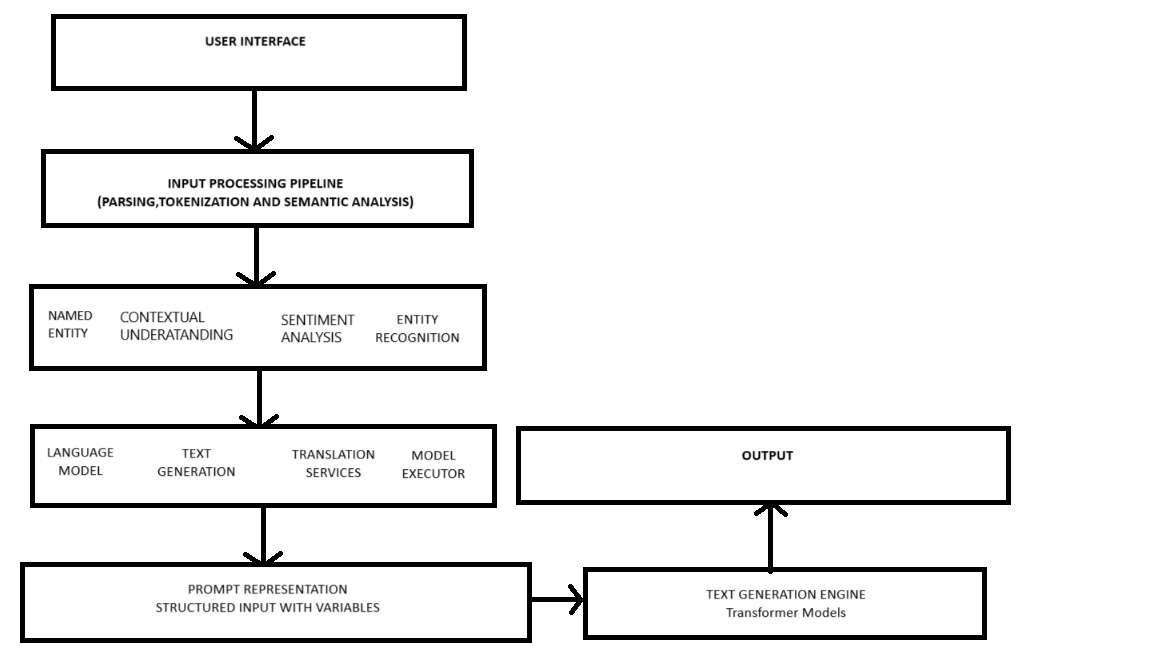 USER INTERFACE
INPUT PROCESSING PIPELINE
(PARSING,TOKENIZATION AND SEMANTIC ANALYSIS)
NAMED
ENTITY
CONTEXTUAL
UNDERATANDING
SENTIMENT
ANALYSIS
ENTITY
RECOGNITION
LANGUAGE
MODEL
TEXT
GENERATION
TRANSLATION
SERVICES
MODEL
EXECUTOR
PROMPT REPRESENTATION
STRUCTURED INPUT WITH VARIABLES
TEXT GENERATION ENGINE
Transformer Models
OUTPUT